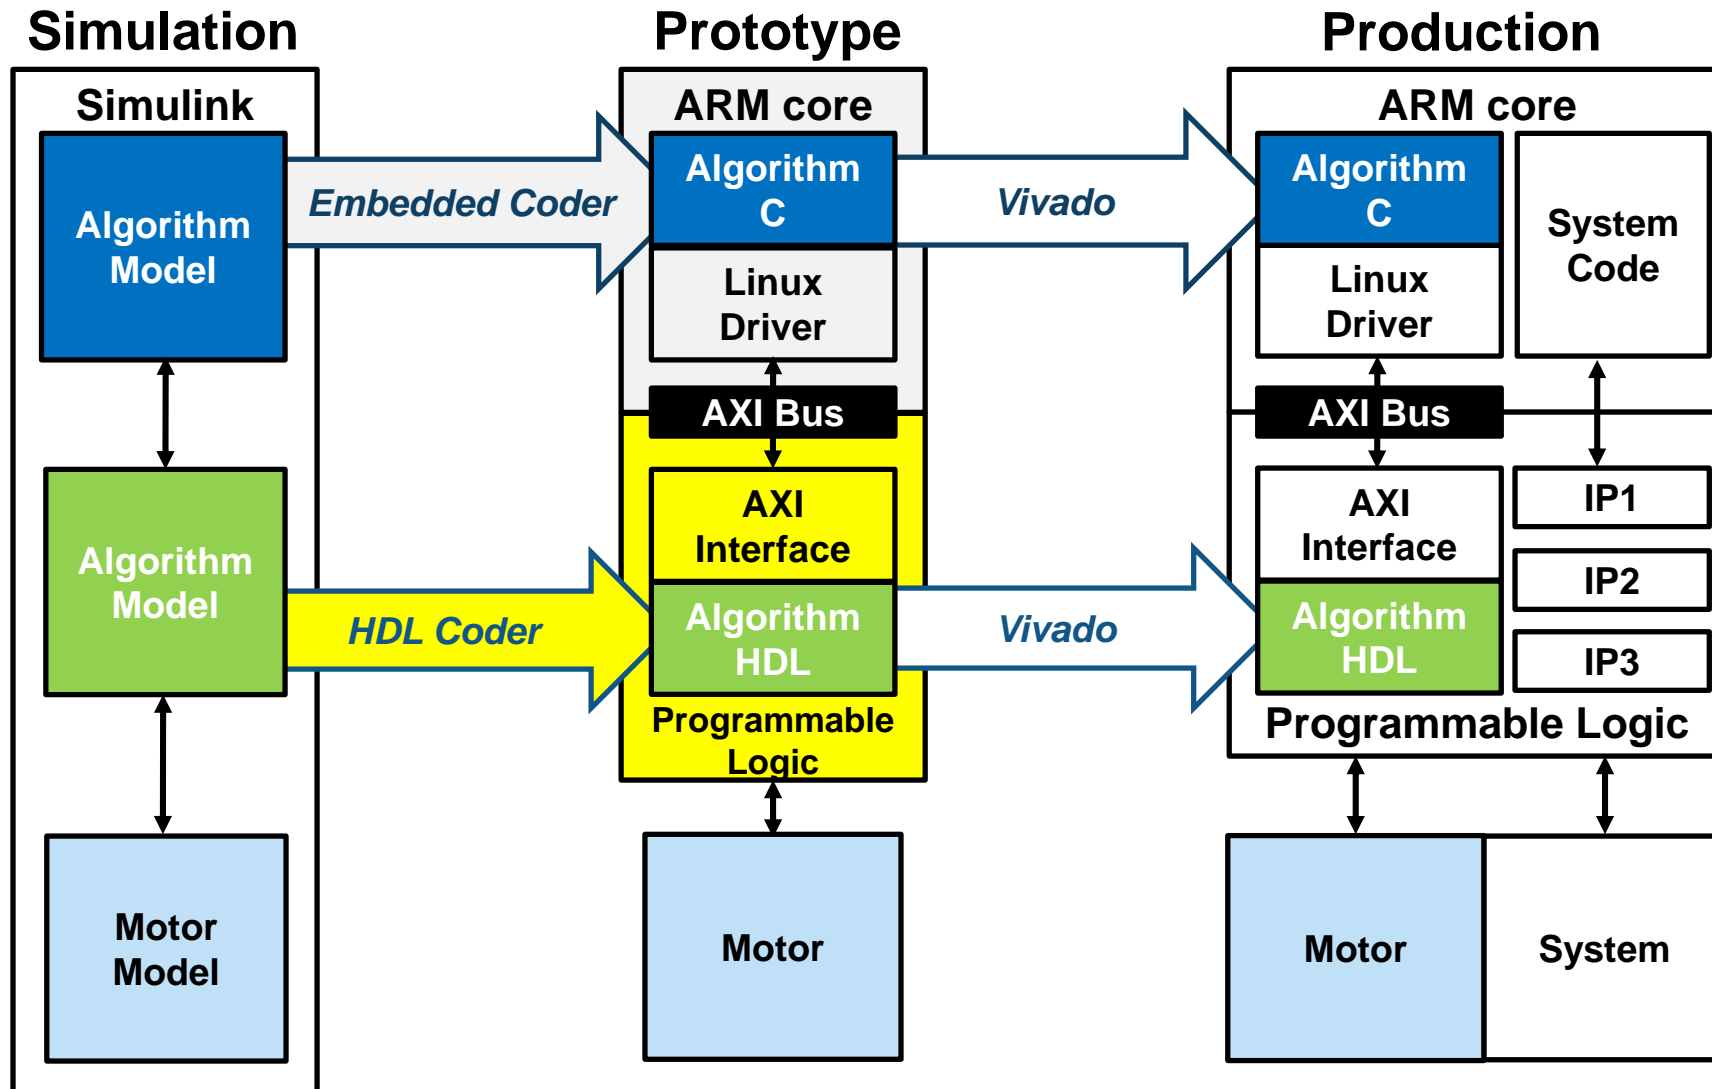 Simulation
Prototype
Production
Simulink
Algorithm
Model
Algorithm
Model
Motor
Model
Embedded Coder
HDL Coder
ARM core
Algorithm
C
Linux
Driver
AXI Bus
AXI
Interface
Algorithm
HDL
Programmable
Logic
Motor
Vivado
Vivado
ARM core
Algorithm
C
Linux
Driver
System
Code
AXI Bus
AXI
Interface
Algorithm
HDL
IP1
IP2
IP3
Programmable Logic
Motor
System